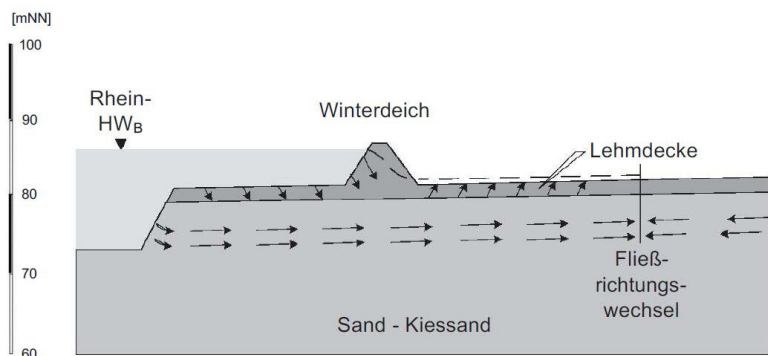 [mNN]
100
90
80
70
60
Rhein-
HWB
Winterdeich
Lehmdecke
Fließ-
richtungs-
wechsel
Sand - Kiessand